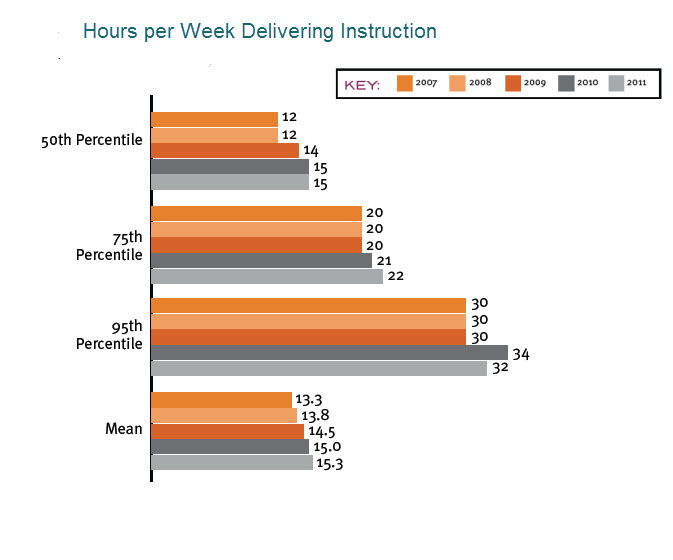 Hours per Week Delivering Instruction
KEY: 2007 2008 2009 2010 2011
50th Percentile
12
12
14
15
15
75th
Percentile
20
20
20
21
22
95th
Percentile
30
30
30
34
32
Mean
13.3
13.8
14.5
15.0
15.3